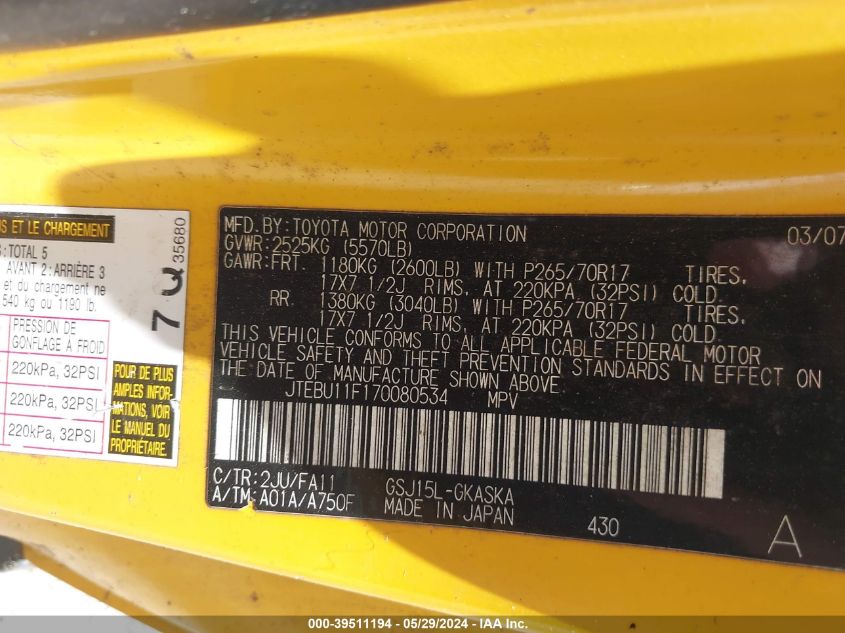 S ET LE CHARGEMENT
: TOTAL 5
AVANT 2: ARRIÈRE 3
et du chargement ne
540 kg ou 1190 lb.
PRESSION DE
GONFLAGE À FROID
220kPa, 32PSI
220kPa, 32PSI
220kPa, 32PSI
7 Q 35680
POUR DE PLUS
AMPLES INFOR-
MATIONS, VOIR
LE MANUEL DU
PROPRIÉTAIRE.
MFD.BY:TOYOTA MOTOR CORPORATION 03/07
GVWR:2525KG (5570LB)
GAWR:FRT. 1180KG (2600LB) WITH P265/70R17 TIRES.
17X7 1/2J RIMS, AT 220KPA (32PSI) COLD.
RR. 1380KG (3040LB) WITH P265/70R17 TIRES.
17X7 1/2J RIMS, AT 220KPA (32PSI) COLD.
THIS VEHICLE CONFORMS TO ALL APPLICABLE FEDERAL MOTOR
VEHICLE SAFETY AND THEFT PREVENTION STANDARDS IN EFFECT ON
THE DATE OF MANUFACTURE SHOWN ABOVE.
JTEBU11F170080534 MPV
C/TR:2JU/FA11 GSJ15L-GKASKA
A/TM:A01A/A750F MADE IN JAPAN 430 A
000-39511194 - 05/29/2024 - IAA Inc.